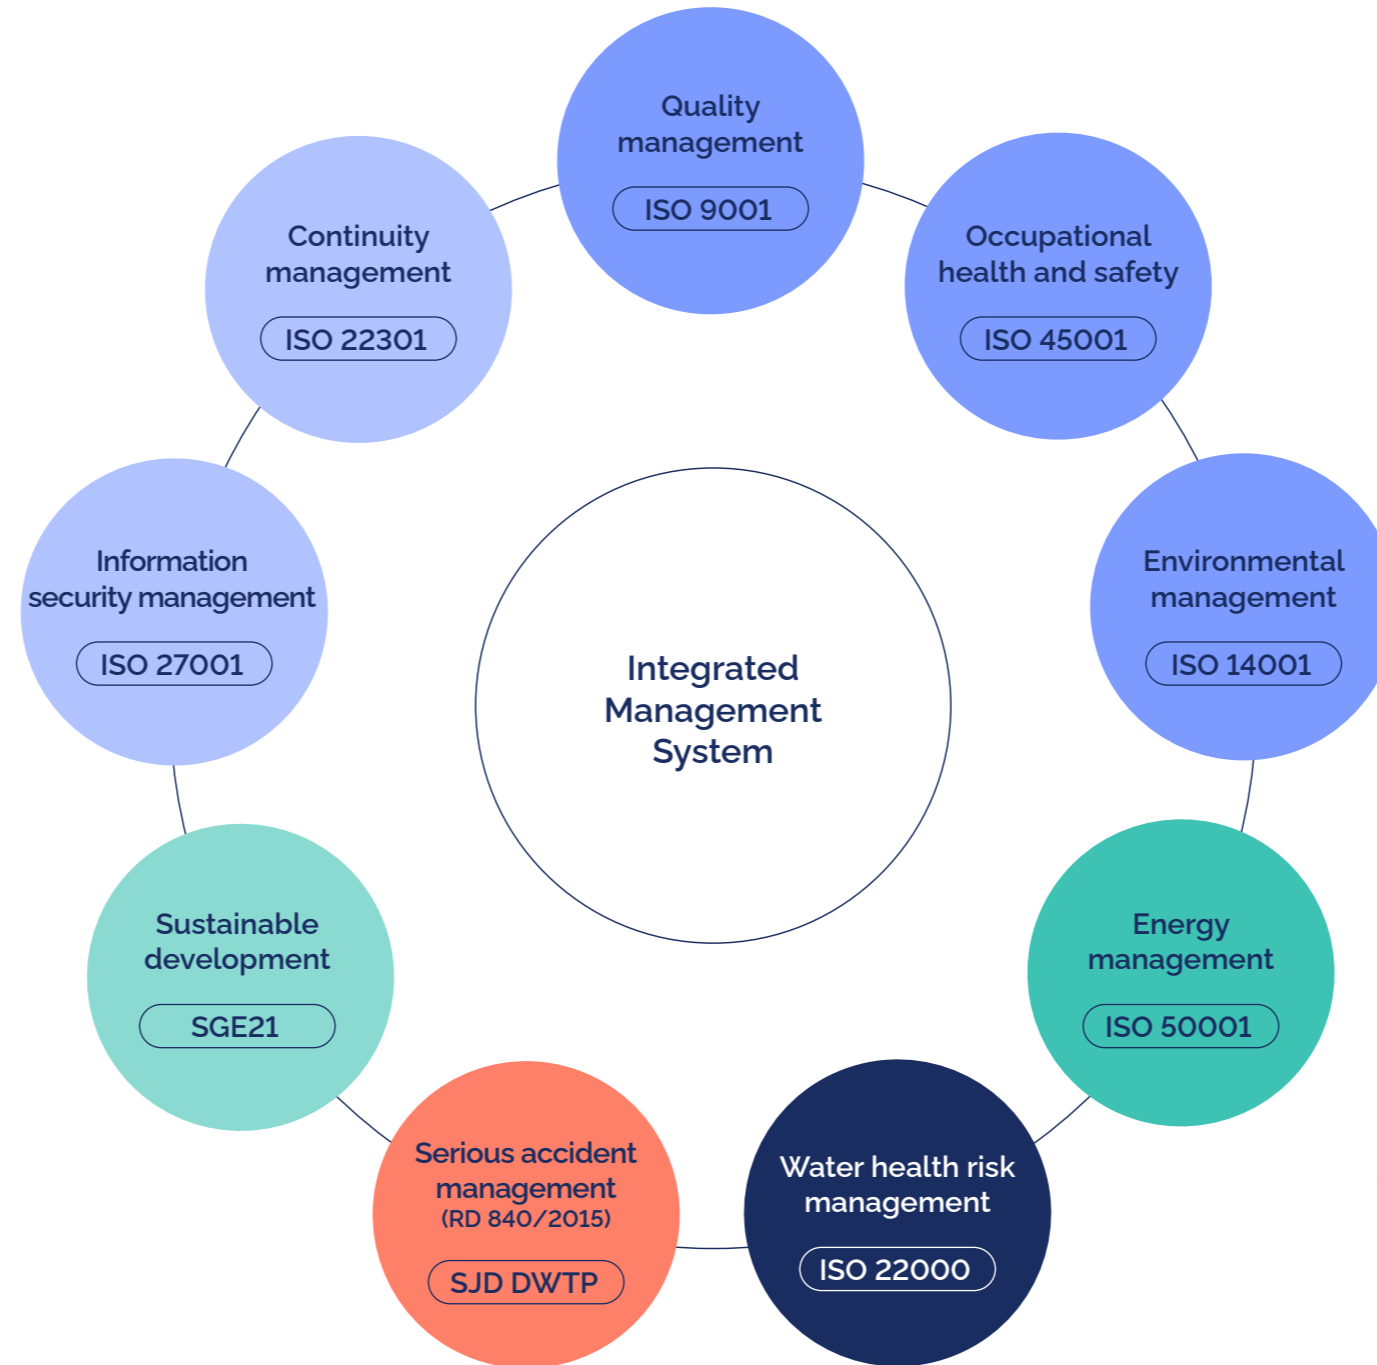 Quality
management
ISO 9001
Occupational
health and safety
ISO 45001
Environmental
management
ISO 14001
Energy
management
ISO 50001
Water health risk
management
ISO 22000
Serious accident
management
(RD 840/2015)
SJD DWTP
Sustainable
development
SGE21
Information
security management
ISO 27001
Continuity
management
ISO 22301
Integrated
Management
System